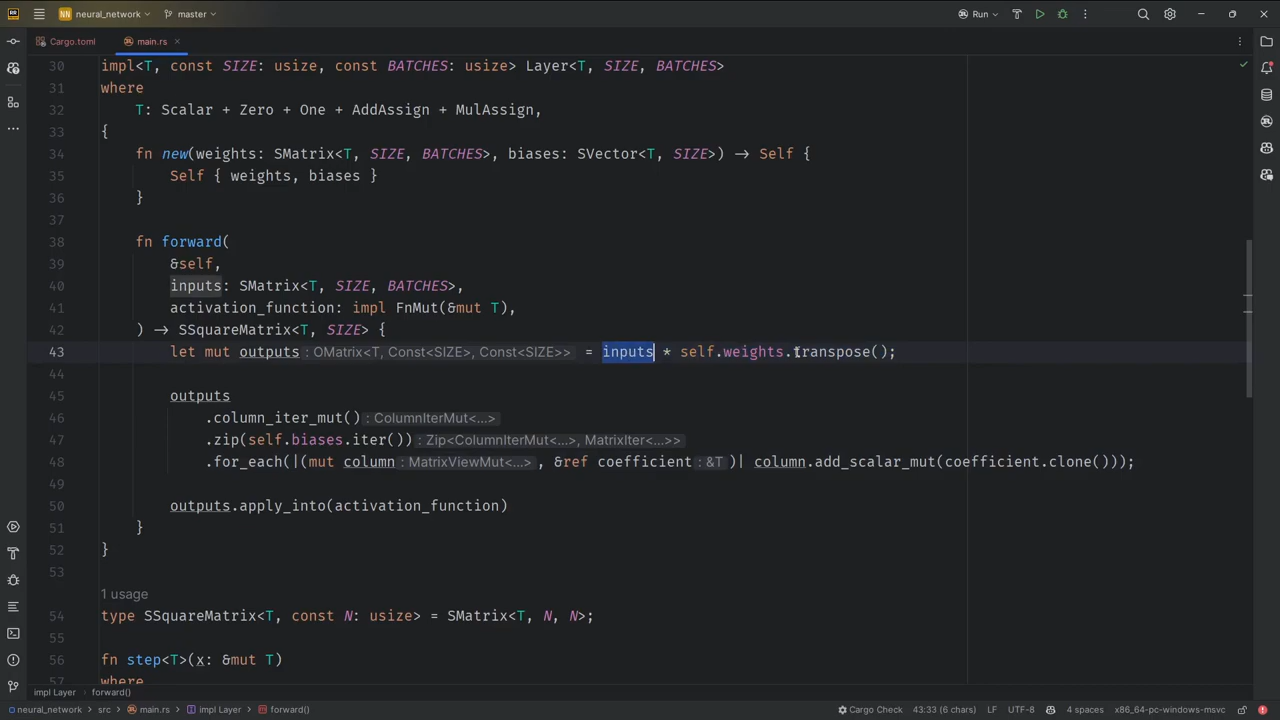 NN neural_network master Run
Cargo.toml main.rs
30 impl<T, const SIZE: usize, const BATCHES: usize> Layer<T, SIZE, BATCHES>
31 where
32 T: Scalar + Zero + One + AddAssign + MulAssign,
33 {
34 fn new(weights: SMatrix<T, SIZE, BATCHES>, biases: SVector<T, SIZE>) -> Self {
35 Self { weights, biases }
36 }
37
38 fn forward(
39 &self,
40 inputs: SMatrix<T, SIZE, BATCHES>,
41 activation_function: impl FnMut(&mut T),
42 ) -> SSquareMatrix<T, SIZE> {
43 let mut outputs : OMatrix<T, Const<SIZE>, Const<SIZE>> = inputs * self.weights.transpose();
44
45 outputs
46 .column_iter_mut() : ColumnIterMut<...>
47 .zip(self.biases.iter()) : Zip<ColumnIterMut<...>, MatrixIter<...>>
48 .for_each(|(mut column : MatrixViewMut<...> , &ref coefficient : &T )| column.add_scalar_mut(coefficient.clone()));
49
50 outputs.apply_into(activation_function)
51 }
52 }
53
1 usage
54 type SSquareMatrix<T, const N: usize> = SMatrix<T, N, N>;
55
56 fn step<T>(x: &mut T)
57 where
impl Layer forward()
neural_network src main.rs impl Layer forward() Cargo Check 43:33 (6 chars) LF UTF-8 4 spaces x86_64-pc-windows-msvc